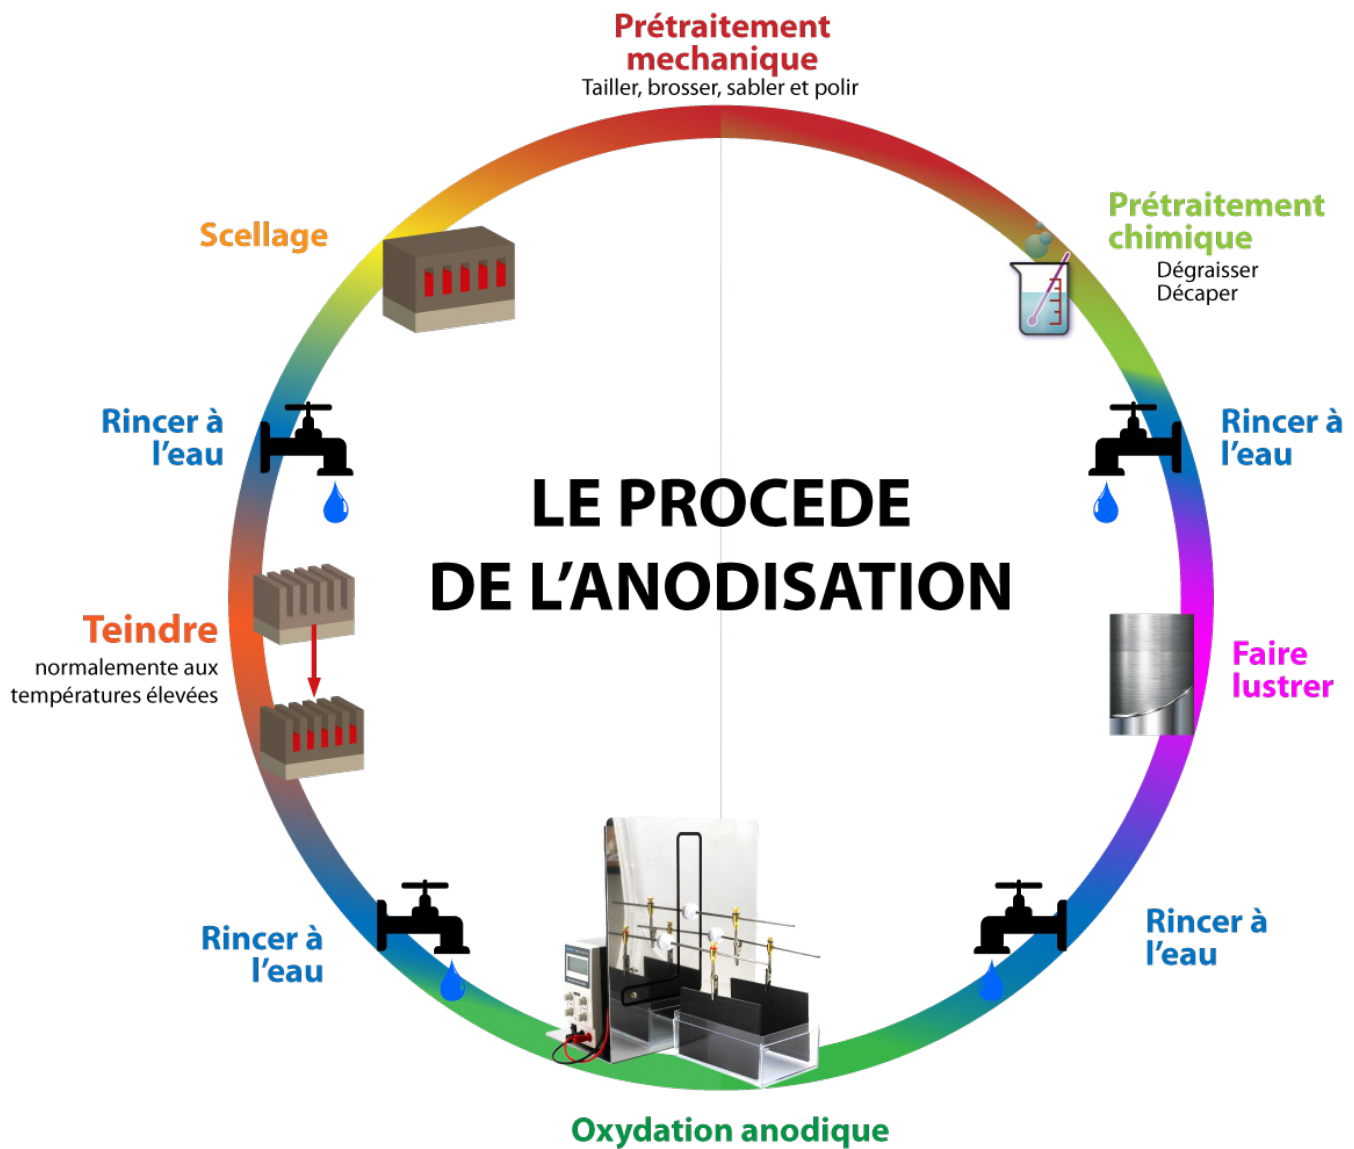 Prétraitement
mechanique
Tailler, brosser, sabler et polir
Prétraitement
chimique
Dégraisser
Décaper
Rincer à
l'eau
Faire
lustrer
Rincer à
l'eau
Oxydation anodique
Rincer à
l'eau
Teindre
normalemente aux
températures élevées
Rincer à
l'eau
Scellage
LE PROCEDE
DE L'ANODISATION